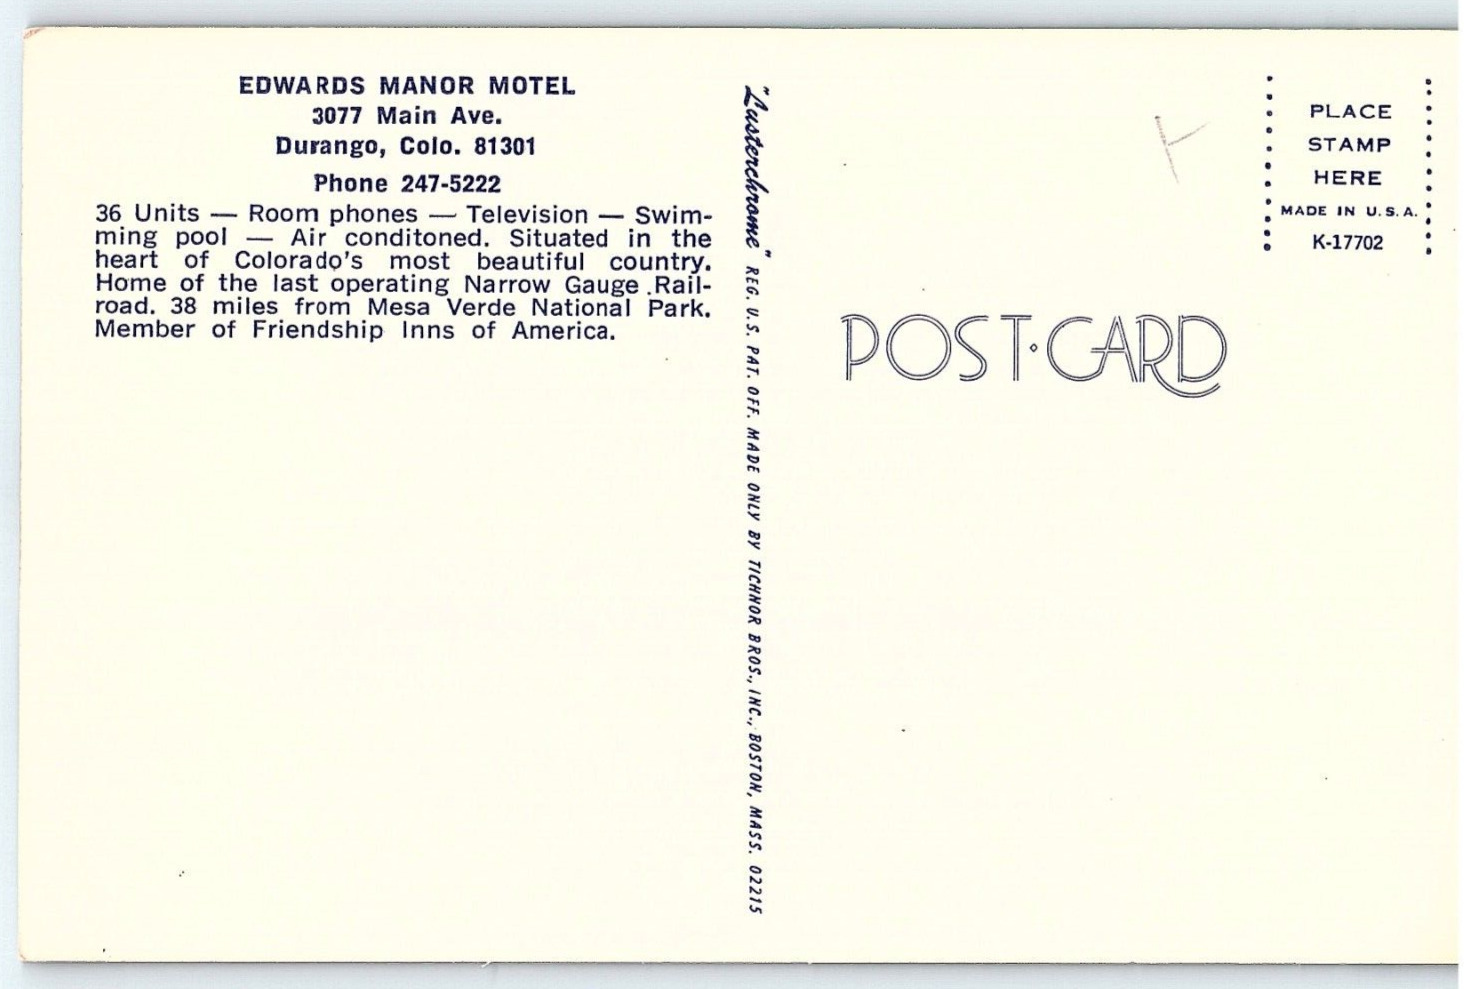 EDWARDS MANOR MOTEL
3077 Main Ave.
Durango, Colo. 81301
Phone 247-5222
36 Units — Room phones — Television — Swim-
ming pool — Air conditoned. Situated in the
heart of Colorado's most beautiful country.
Home of the last operating Narrow Gauge .Rail-
road. 38 miles from Mesa Verde National Park.
Member of Friendship Inns of America.
"Lusterchrome" REG. U.S. PAT. OFF. MADE ONLY BY TICHNOR BROS., INC., BOSTON, MASS. 02215
PLACE
STAMP
HERE
MADE IN U.S.A.
K-17702
POST CARD